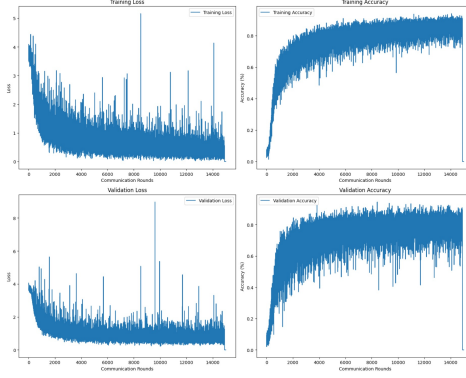 Training Loss
Training Loss
Loss
5
4
3
2
1
0
0 2000 4000 6000 8000 10000 12000 14000
Communication Rounds
Training Accuracy
Training Accuracy
Accuracy (%)
0.8
0.6
0.4
0.2
0.0
0 2000 4000 6000 8000 10000 12000 14000
Communication Rounds
Validation Loss
Validation Loss
Loss
8
6
4
2
0
0 2000 4000 6000 8000 10000 12000 14000
Communication Rounds
Validation Accuracy
Validation Accuracy
Accuracy (%)
0.8
0.6
0.4
0.2
0.0
0 2000 4000 6000 8000 10000 12000 14000
Communication Rounds